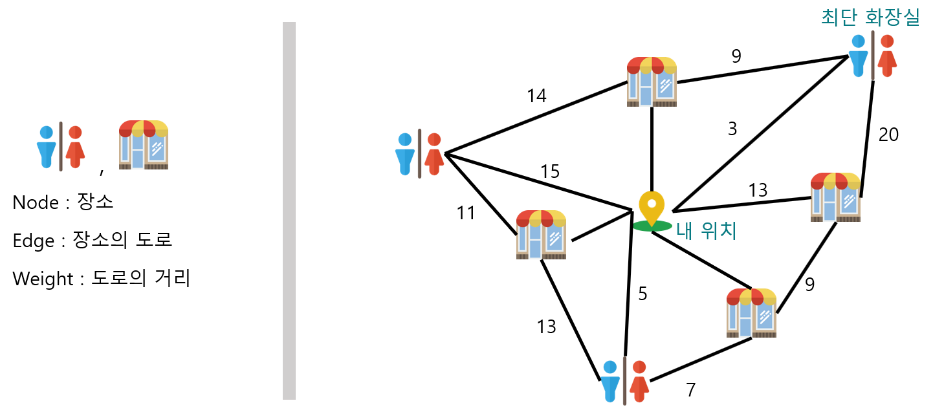 ,
Node : 장소
Edge : 장소의 도로
Weight : 도로의 거리
최단 화장실
9
14
3
20
15
13
11
내 위치
5
9
13
7